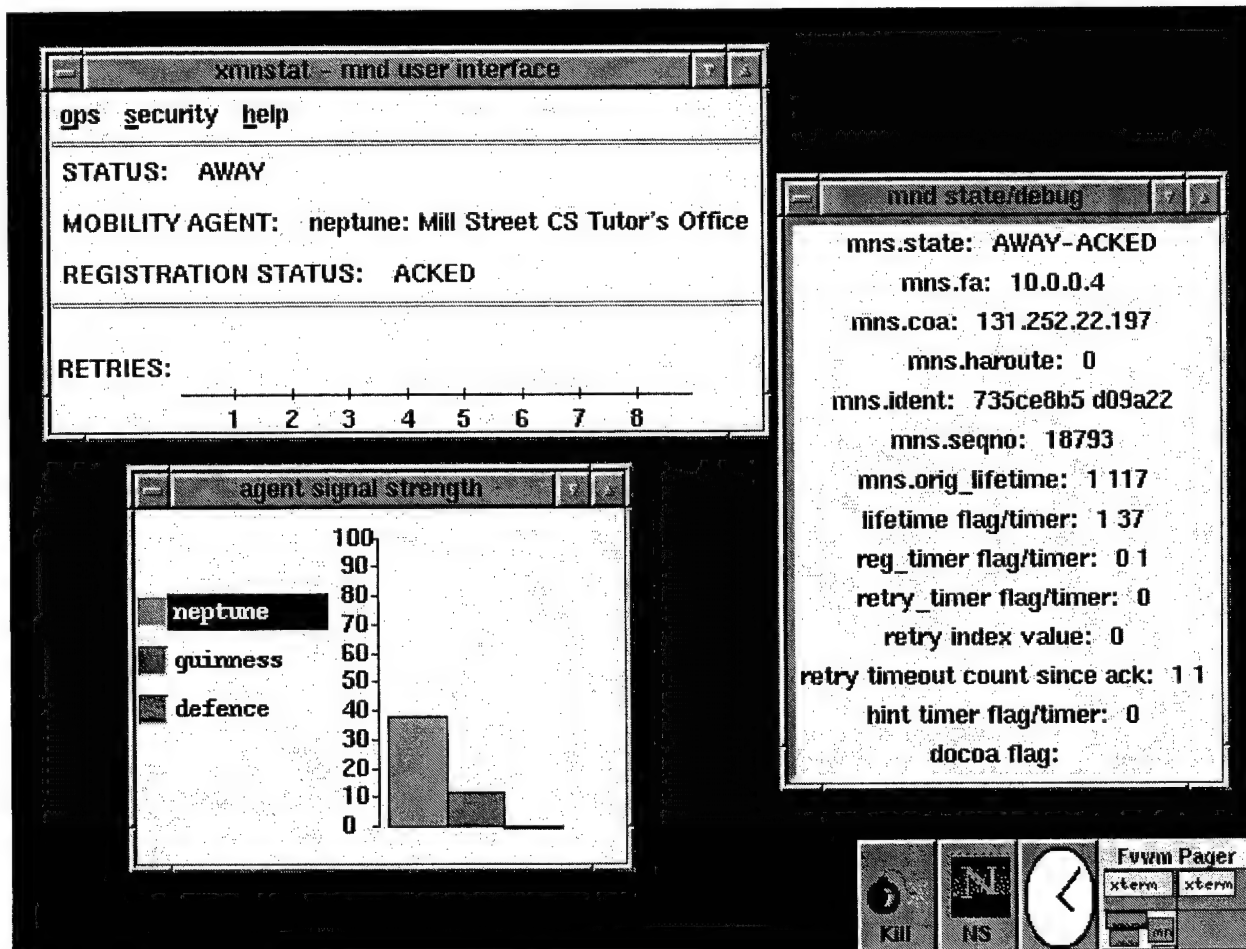 xmnstat - mnd user interface
ops security help
STATUS: AWAY
MOBILITY AGENT: neptune: Mill Street CS Tutor's Office
REGISTRATION STATUS: ACKED
RETRIES:
1 2 3 4 5 6 7 8
agent signal strength
neptune
guinness
defence
100
90
80
70
60
50
40
30
20
10
0
mnd state/debug
mns.state: AWAY-ACKED
mns.fa: 10.0.0.4
mns.coa: 131.252.22.197
mns.haroute: 0
mns.ident: 735ce8b5 d09a22
mns.seqno: 18793
mns.orig_lifetime: 1 117
lifetime flag/timer: 1 37
reg_timer flag/timer: 0 1
retry_timer flag/timer: 0
retry index value: 0
retry timeout count since ack: 1 1
hint timer flag/timer: 0
docoa flag:
Kill
N
NS
Fvwm Pager
xterm xterm
mn